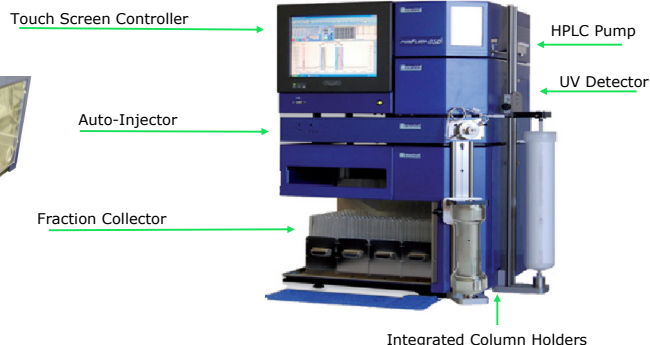 Touch Screen Controller
HPLC Pump
UV Detector
Auto-Injector
Fraction Collector
Integrated Column Holders